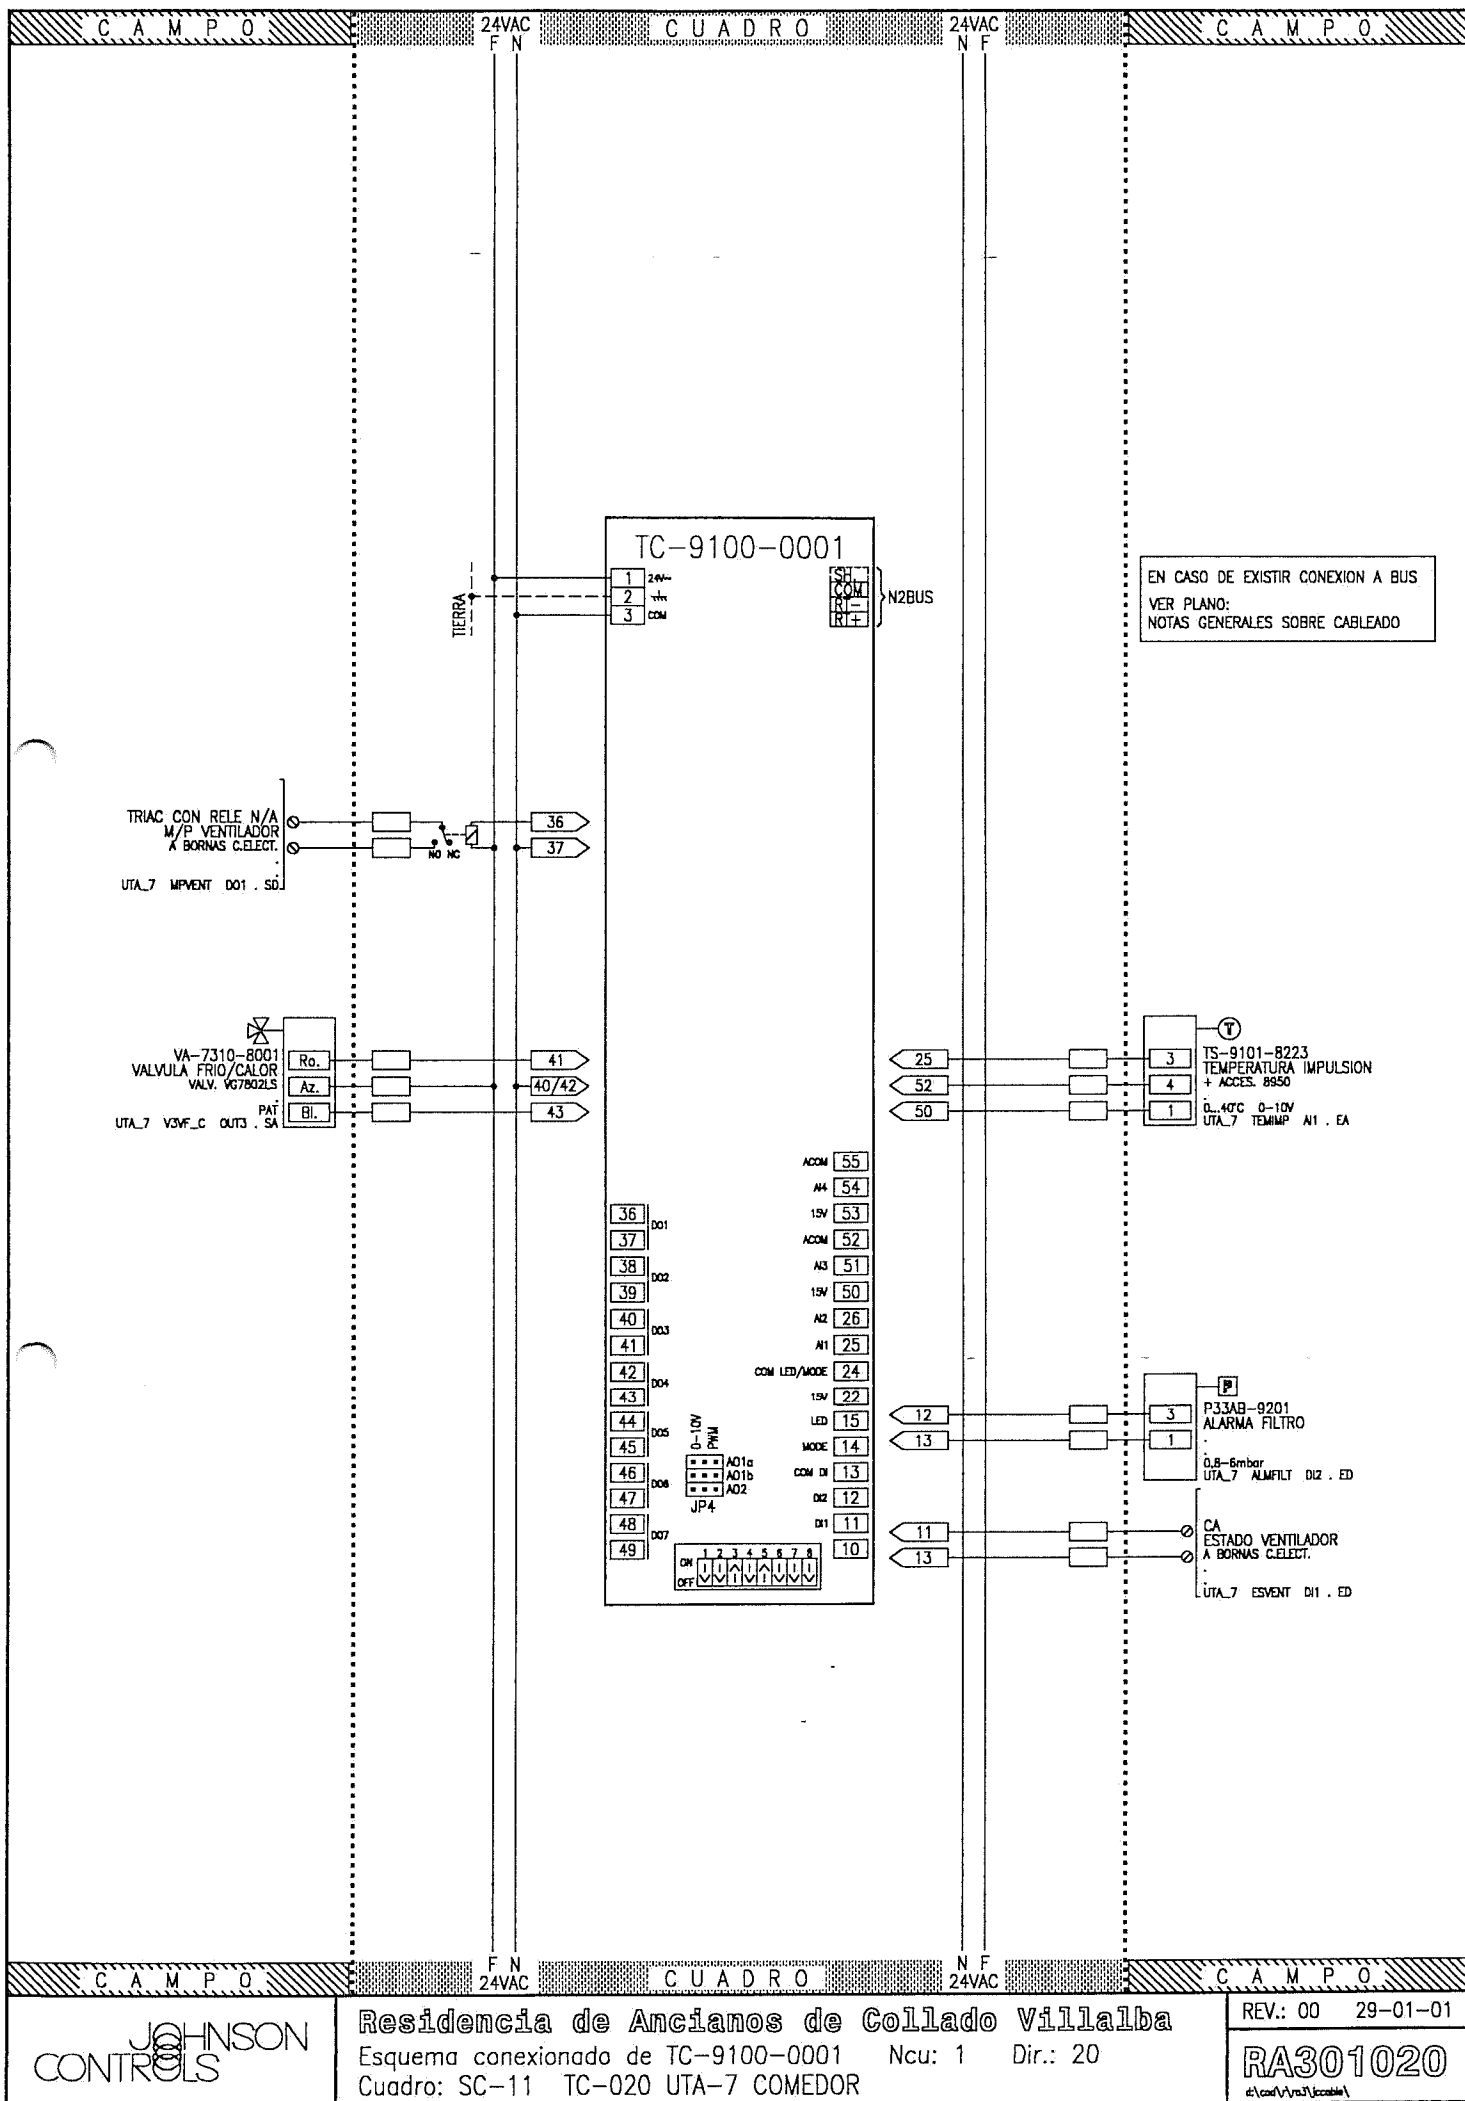 C A M P O
24VAC
F N
C U A D R O
24VAC
N F
C A M P O
TC-9100-0001
1 24V~
2
3 COM
TIERRA
SH.
COM
RT-
RT+
N2BUS
EN CASO DE EXISTIR CONEXION A BUS
VER PLANO:
NOTAS GENERALES SOBRE CABLEADO
TRIAC CON RELE N/A
M/P VENTILADOR
A BORNAS C.ELECT.
.
UTA_7 MPVENT DO1 . SD
NO NC
36
37
VA-7310-8001
VALVULA FRIO/CALOR
VALV. VG7802LS
.
PAT
UTA_7 V3VF_C OUT3 . SA
Ro.
Az.
Bl.
41
40/42
43
25
52
50
3
4
1
T
TS-9101-8223
TEMPERATURA IMPULSION
+ ACCES. 8950
.
0...40°C 0-10V
UTA_7 TEMIMP AI1 . EA
36
37
DO1
38
39
DO2
40
41
DO3
42
43
DO4
44
45
DO5
46
47
DO6
48
49
DO7
ACOM 55
AI4 54
15V 53
ACOM 52
AI3 51
15V 50
AI2 26
AI1 25
COM LED/MODE 24
15V 22
LED 15
MODE 14
COM DI 13
DI2 12
DI1 11
10
0-10V
PWM
AO1a
AO1b
AO2
JP4
1 2 3 4 5 6 7 8
ON
OFF
12
13
3
1
P
P33AB-9201
ALARMA FILTRO
.
.
0,8-6mbar
UTA_7 ALMFILT DI2 . ED
11
13
CA
ESTADO VENTILADOR
A BORNAS C.ELECT.
.
.
UTA_7 ESVENT DI1 . ED
C A M P O
F N
24VAC
C U A D R O
N F
24VAC
C A M P O
JOHNSON
CONTROLS
Residencia de Ancianos de Collado Villalba
Esquema conexionado de TC-9100-0001 Ncu: 1 Dir.: 20
Cuadro: SC-11 TC-020 UTA-7 COMEDOR
REV.: 00 29-01-01
RA301020